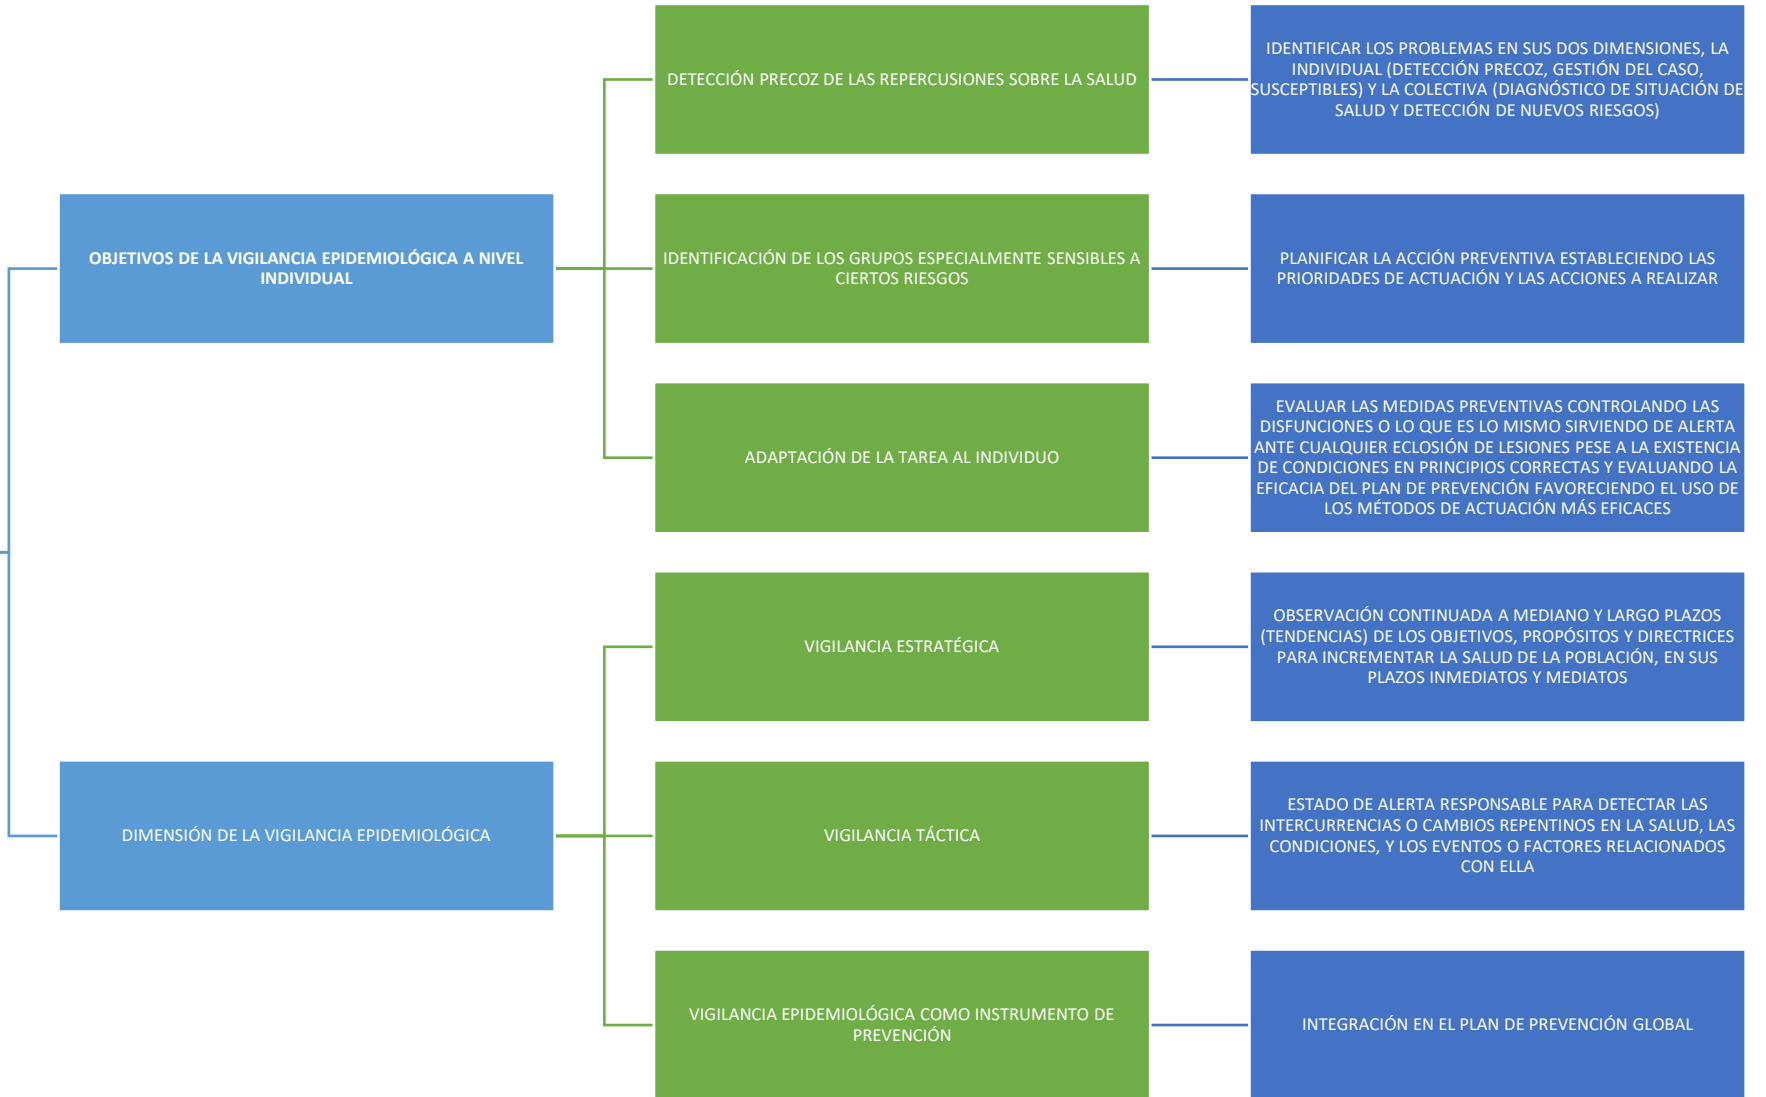 OBJETIVOS DE LA VIGILANCIA EPIDEMIOLÓGICA A NIVEL
INDIVIDUAL
DETECCIÓN PRECOZ DE LAS REPERCUSIONES SOBRE LA SALUD
IDENTIFICAR LOS PROBLEMAS EN SUS DOS DIMENSIONES, LA
INDIVIDUAL (DETECCIÓN PRECOZ, GESTIÓN DEL CASO,
SUSCEPTIBLES) Y LA COLECTIVA (DIAGNÓSTICO DE SITUACIÓN DE
SALUD Y DETECCIÓN DE NUEVOS RIESGOS)
IDENTIFICACIÓN DE LOS GRUPOS ESPECIALMENTE SENSIBLES A
CIERTOS RIESGOS
PLANIFICAR LA ACCIÓN PREVENTIVA ESTABLECIENDO LAS
PRIORIDADES DE ACTUACIÓN Y LAS ACCIONES A REALIZAR
ADAPTACIÓN DE LA TAREA AL INDIVIDUO
EVALUAR LAS MEDIDAS PREVENTIVAS CONTROLANDO LAS
DISFUNCIONES O LO QUE ES LO MISMO SIRVIENDO DE ALERTA
ANTE CUALQUIER ECLOSIÓN DE LESIONES PESE A LA EXISTENCIA
DE CONDICIONES EN PRINCIPIOS CORRECTAS Y EVALUANDO LA
EFICACIA DEL PLAN DE PREVENCIÓN FAVORECIENDO EL USO DE
LOS MÉTODOS DE ACTUACIÓN MÁS EFICACES
DIMENSIÓN DE LA VIGILANCIA EPIDEMIOLÓGICA
VIGILANCIA ESTRATÉGICA
OBSERVACIÓN CONTINUADA A MEDIANO Y LARGO PLAZOS
(TENDENCIAS) DE LOS OBJETIVOS, PROPÓSITOS Y DIRECTRICES
PARA INCREMENTAR LA SALUD DE LA POBLACIÓN, EN SUS
PLAZOS INMEDIATOS Y MEDIATOS
VIGILANCIA TÁCTICA
ESTADO DE ALERTA RESPONSABLE PARA DETECTAR LAS
INTERCURRENCIAS O CAMBIOS REPENTINOS EN LA SALUD, LAS
CONDICIONES, Y LOS EVENTOS O FACTORES RELACIONADOS
CON ELLA
VIGILANCIA EPIDEMIOLÓGICA COMO INSTRUMENTO DE
PREVENCIÓN
INTEGRACIÓN EN EL PLAN DE PREVENCIÓN GLOBAL